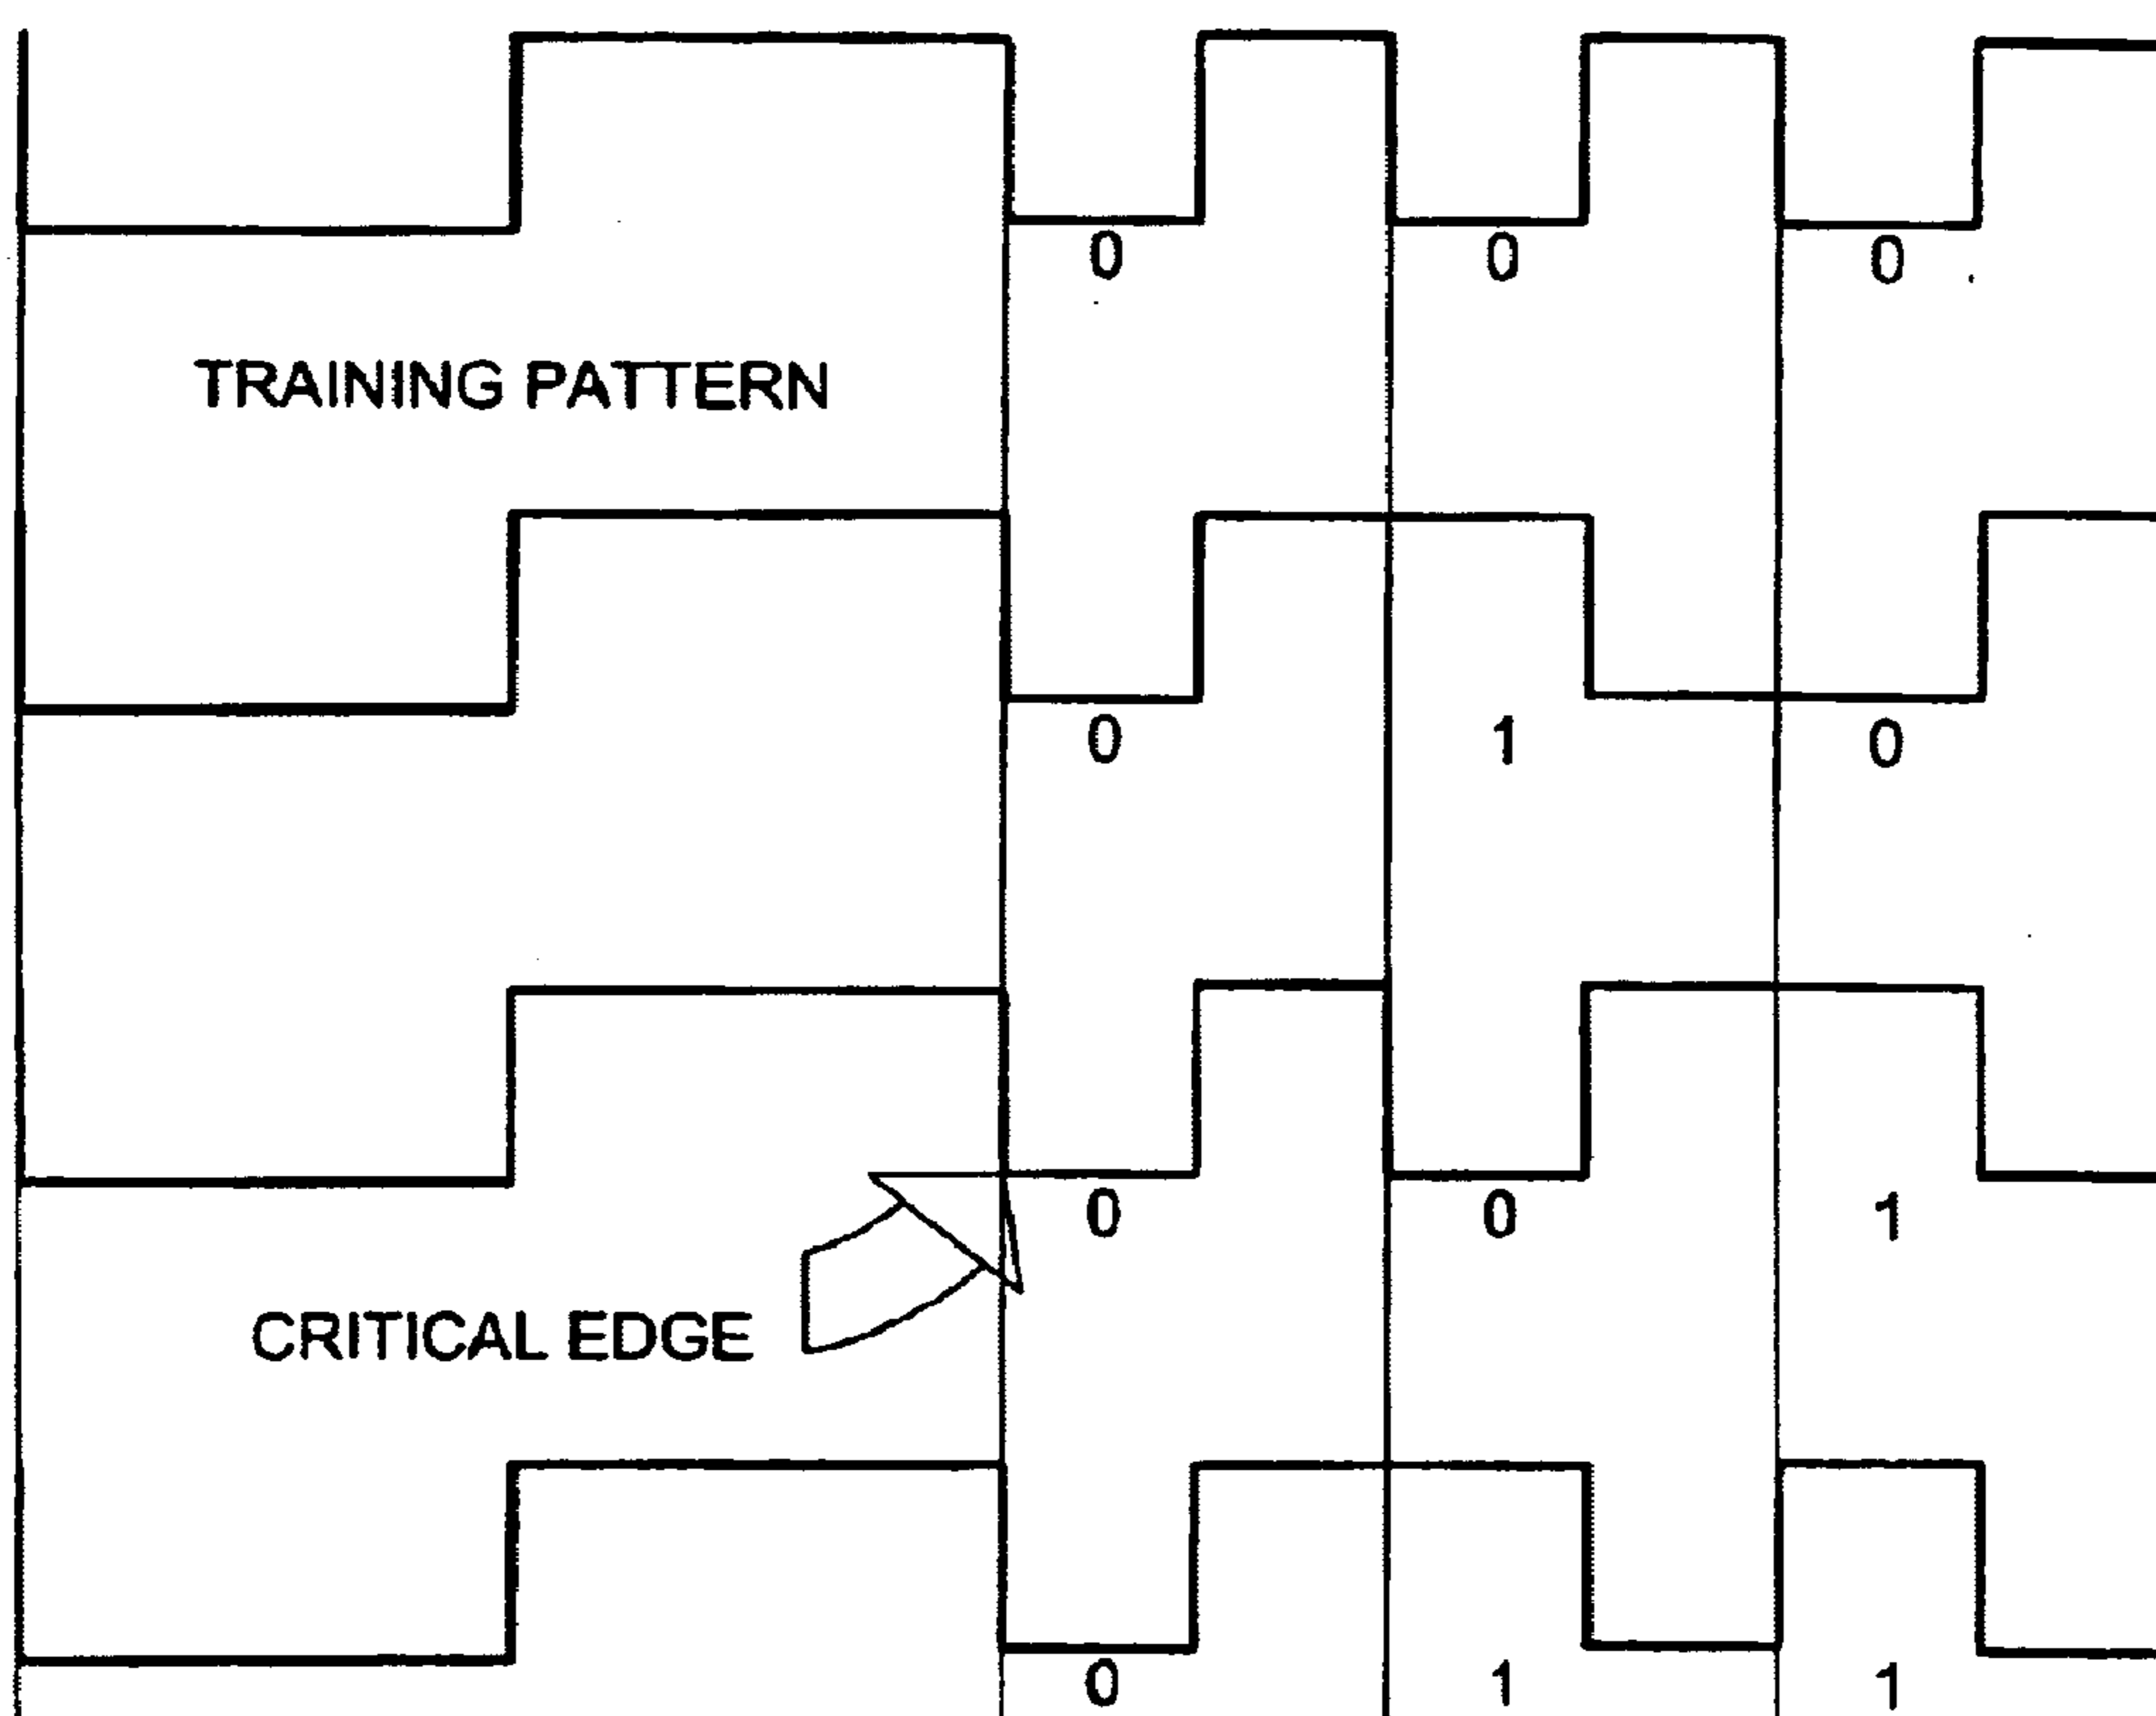 0 0 0
TRAINING PATTERN
0 1 0
0 0 1
CRITICAL EDGE
0 1 1